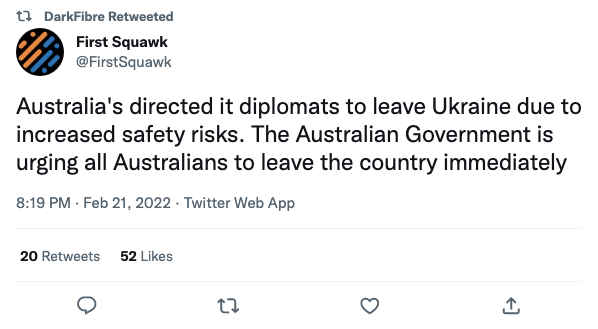 DarkFibre Retweeted
First Squawk
@FirstSquawk
Australia's directed it diplomats to leave Ukraine due to
increased safety risks. The Australian Government is
urging all Australians to leave the country immediately
8:19 PM · Feb 21, 2022 · Twitter Web App
20 Retweets 52 Likes